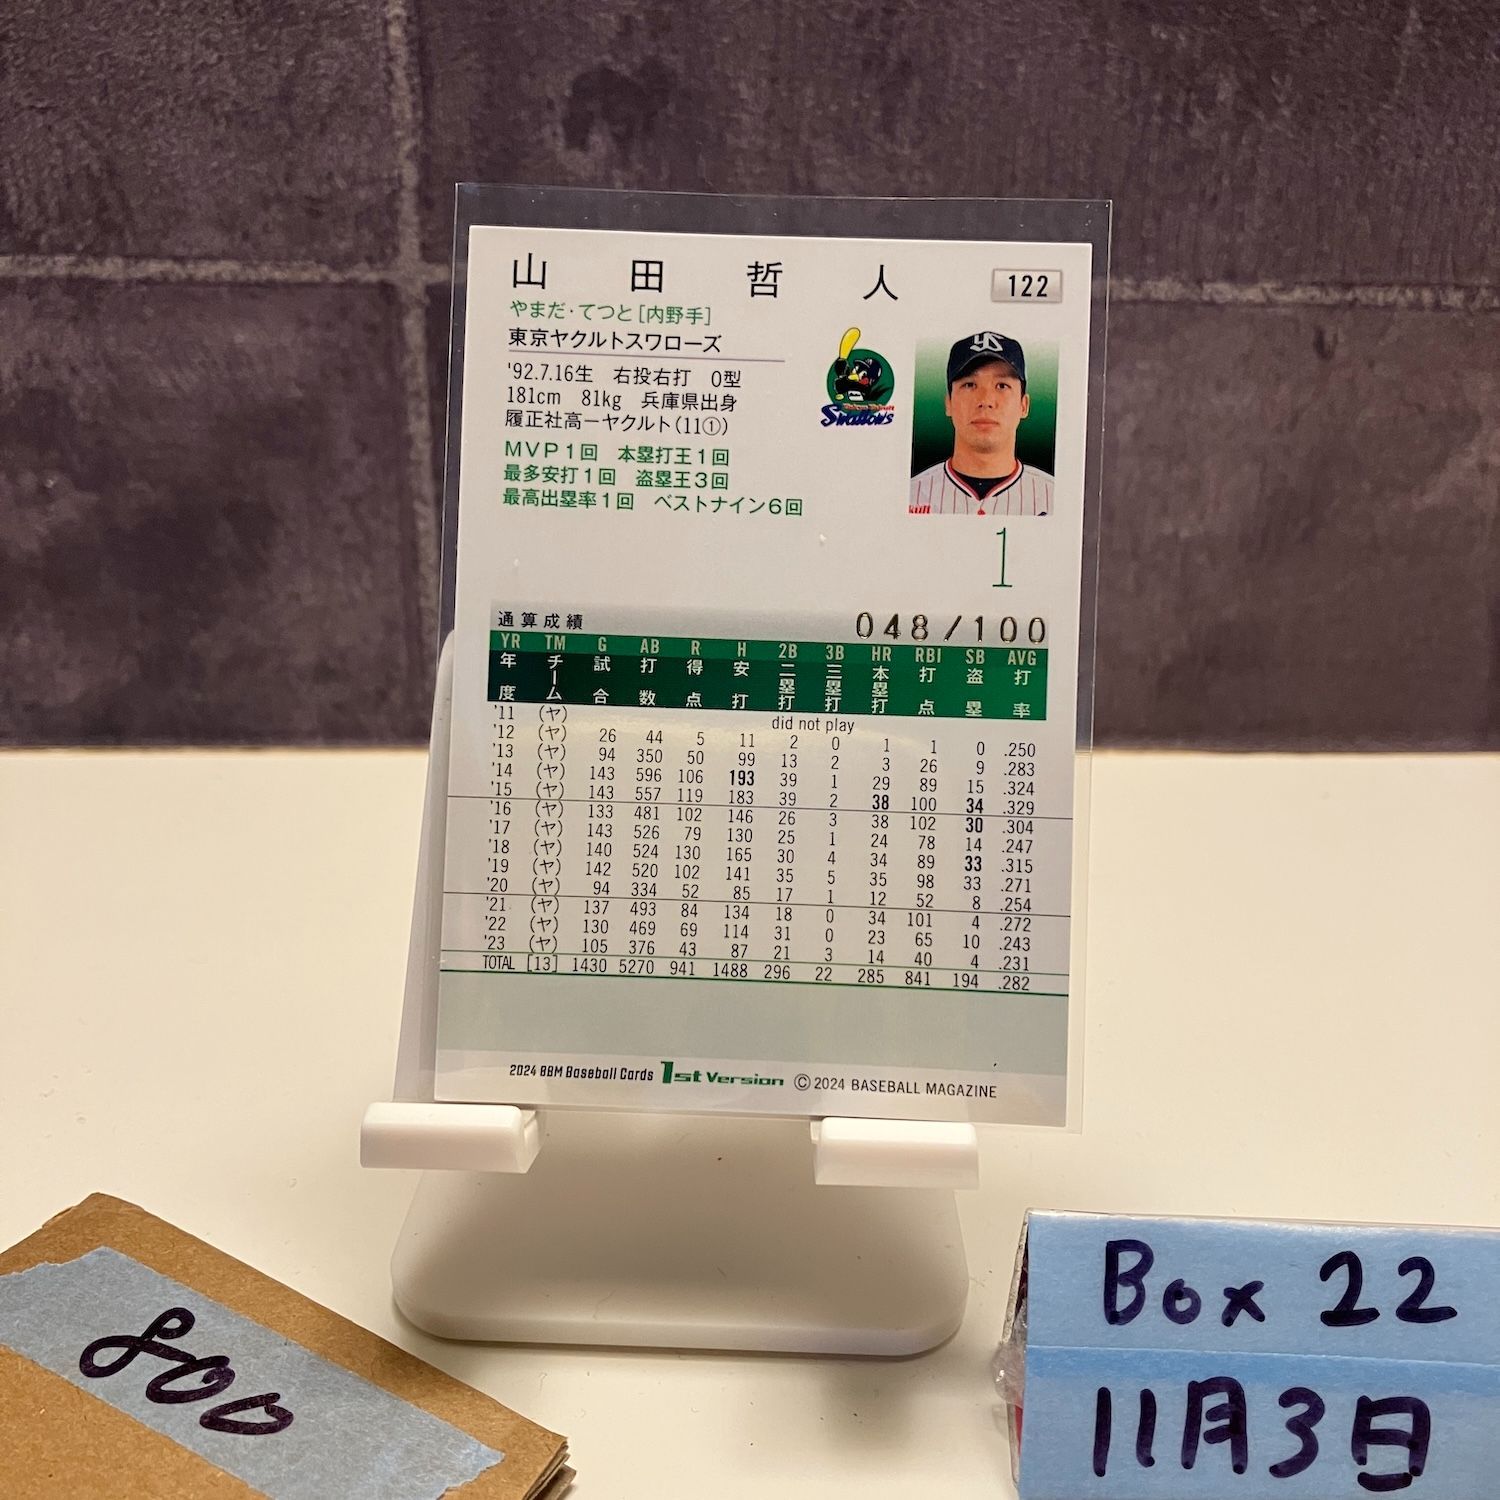 山田哲人
122
やまだ・てつと[内野手]
東京ヤクルトスワローズ
'92.7.16生 右投右打 O型
181cm 81kg 兵庫県出身
履正社高ーヤクルト(11①)
MVP1回 本塁打王1回
最多安打1回 盗塁王3回
最高出塁率1回 ベストナイン6回
Swallows
1
通算成績
048/100
YR TM G AB R H 2B 3B HR RBI SB AVG
年度 チーム 試合 打数 得点 安打 二塁打 三塁打 本塁打 打点 盗塁 打率
'11 (ヤ) did not play
'12 (ヤ) 26 44 5 11 2 0 1 1 0 .250
'13 (ヤ) 94 350 50 99 13 2 3 26 9 .283
'14 (ヤ) 143 596 106 193 39 1 29 89 15 .324
'15 (ヤ) 143 557 119 183 39 2 38 100 34 .329
'16 (ヤ) 133 481 102 146 26 3 38 102 30 .304
'17 (ヤ) 143 526 79 130 25 1 24 78 14 .247
'18 (ヤ) 140 524 130 165 30 4 34 89 33 .315
'19 (ヤ) 142 520 102 141 35 5 35 98 33 .271
'20 (ヤ) 94 334 52 85 17 1 12 52 8 .254
'21 (ヤ) 137 493 84 134 18 0 34 101 4 .272
'22 (ヤ) 130 469 69 114 31 0 23 65 10 .243
'23 (ヤ) 105 376 43 87 21 3 14 40 4 .231
TOTAL [13] 1430 5270 941 1488 296 22 285 841 194 .282
2024 BBM Baseball Cards 1st Version ©2024 BASEBALL MAGAZINE
800
Box 22
11月3日